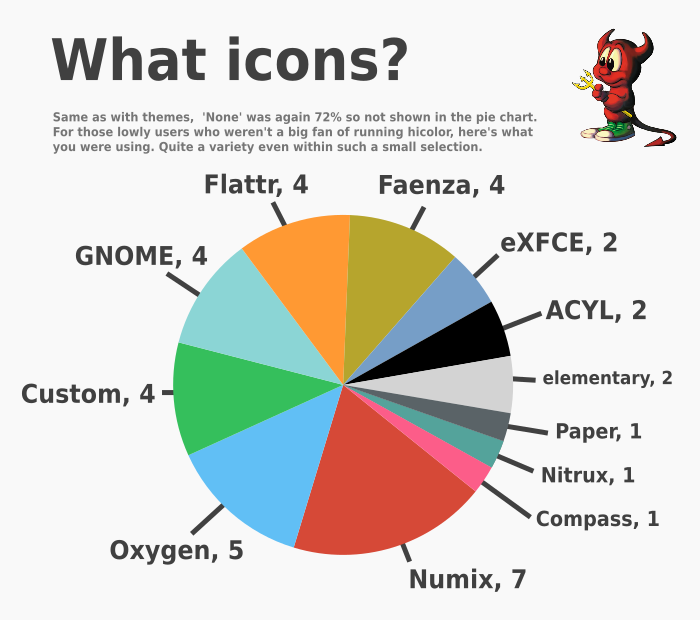 What icons?
Same as with themes,  'None' was again 72% so not shown in the pie chart.
For those lowly users who weren't a big fan of running hicolor, here's what
you were using. Quite a variety even within such a small selection.
Flattr, 4
Faenza, 4
eXFCE, 2
GNOME, 4
ACYL, 2
elementary, 2
Custom, 4
Paper, 1
Nitrux, 1
Compass, 1
Oxygen, 5
Numix, 7